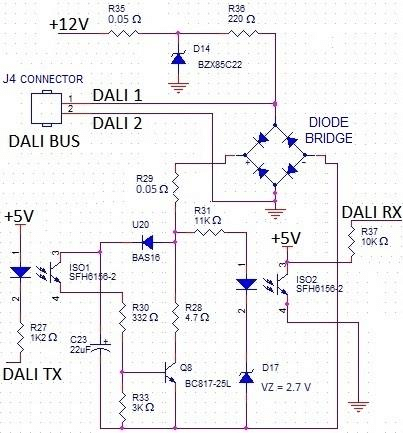 R35
0.05 Ω
R36
220 Ω
+12V
D14
BZX85C22
J4 CONNECTOR
1
2
DALI 1
DALI 2
DALI BUS
DIODE
BRIDGE
+
-
R29
0.05 Ω
+5V
U20
BAS16
R31
11K Ω
+5V
DALI RX
R37
10K Ω
1
2
3
4
ISO1
SFH6156-2
1
2
3
4
ISO2
SFH6156-2
R27
1K2 Ω
DALI TX
C23
22uF
+
R30
332 Ω
R28
4.7 Ω
Q8
BC817-25L
R33
3K Ω
D17
VZ = 2.7 V